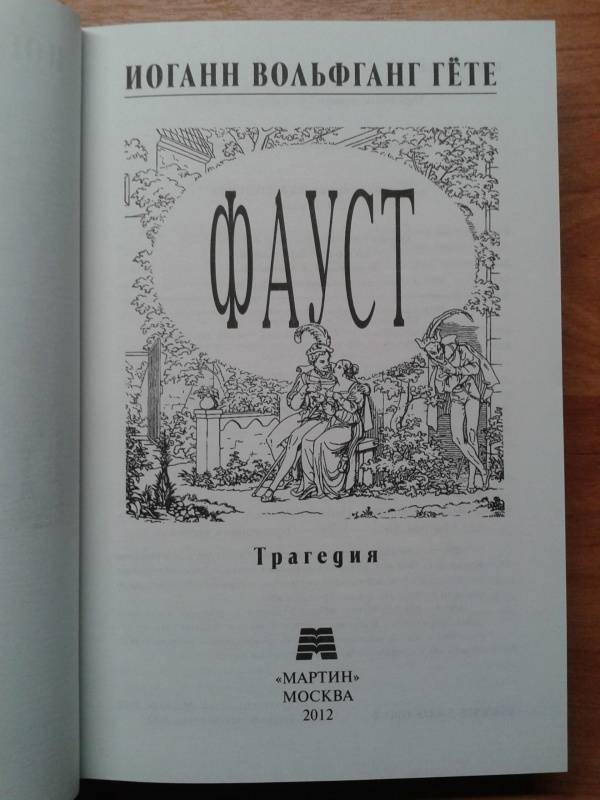 ИОГАНН ВОЛЬФГАНГ ГЁТЕ
ФАУСТ
Трагедия
«МАРТИН»
МОСКВА
2012